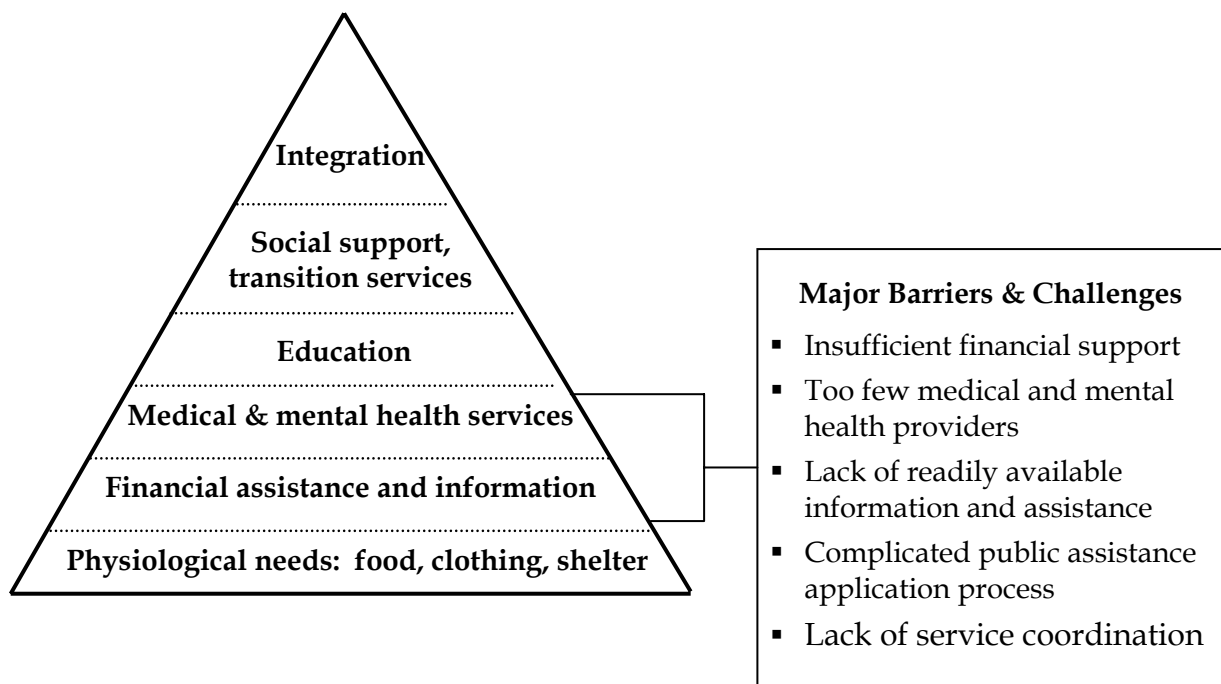 Integration
Social support,
transition services
Education
Medical & mental health services
Financial assistance and information
Physiological needs:  food, clothing, shelter
Major Barriers & Challenges
▪ Insufficient financial support
▪ Too few medical and mental
health providers
▪ Lack of readily available
information and assistance
▪ Complicated public assistance
application process
▪ Lack of service coordination